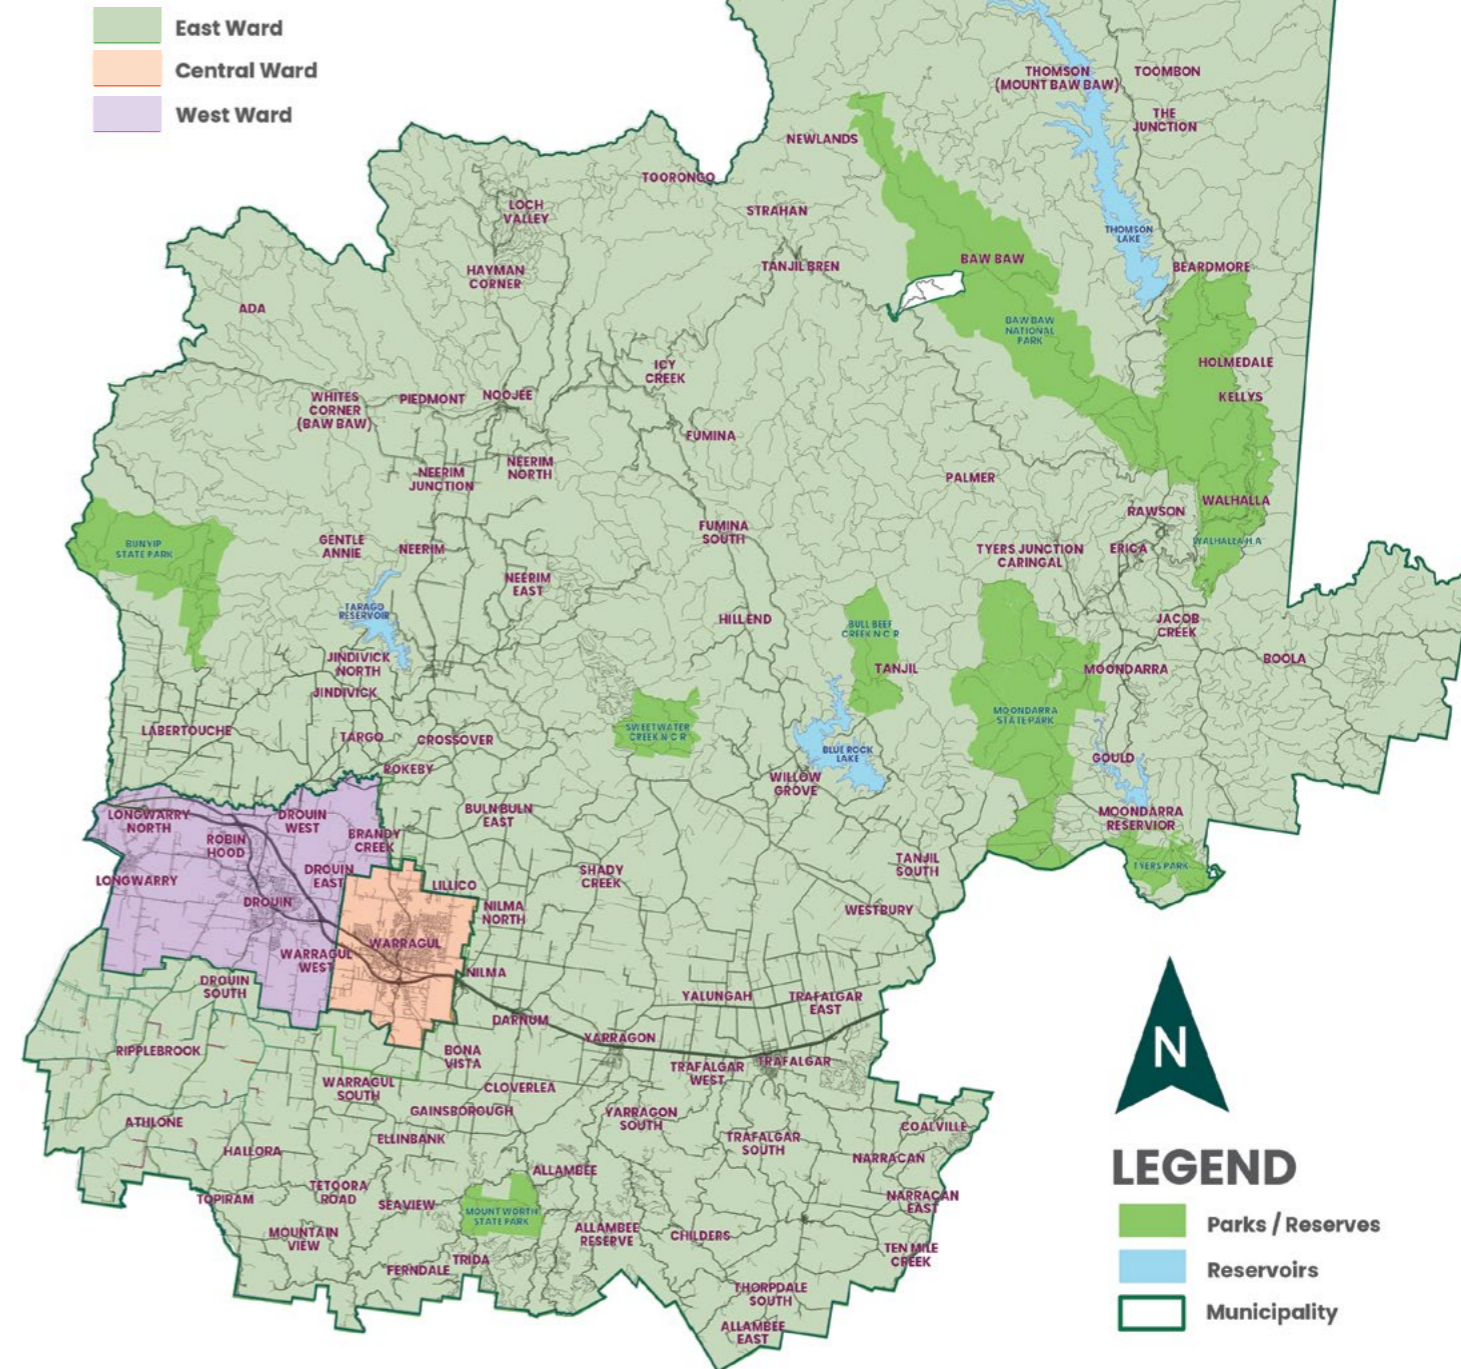 East Ward
Central Ward
West Ward
THOMSON
(MOUNT BAW BAW)
TOOMBON
THE
JUNCTION
NEWLANDS
TOORONGO
STRAHAN
LOCH
VALLEY
THOMSON
LAKE
HAYMAN
CORNER
TANJIL BREN
BAW BAW
BEARDMORE
ADA
BAW BAW
NATIONAL
PARK
ICY
CREEK
HOLMEDALE
WHITES
CORNER
(BAW BAW)
PIEDMONT
NOOJEE
KELLYS
FUMINA
NEERIM
JUNCTION
NEERIM
NORTH
PALMER
WALHALLA
RAWSON
BUNYIP
STATE PARK
GENTLE
ANNIE
NEERIM
FUMINA
SOUTH
TYERS JUNCTION
CARINGAL
ERICA
WALHALLA H.A
NEERIM
EAST
TARAGO
RESERVOIR
HILL END
BULL BEEF
CREEK N C R
JACOB
CREEK
JINDIVICK
NORTH
TANJIL
MOONDARRA
BOOLA
JINDIVICK
MOONDARRA
STATE PARK
LABERTOUCHE
TARGO
CROSSOVER
SWEETWATER
CREEK N C R
BLUE ROCK
LAKE
GOULD
ROKEBY
WILLOW
GROVE
LONGWARRY
NORTH
DROUIN
WEST
BULN BULN
EAST
MOONDARRA
RESERVIOR
ROBIN
HOOD
BRANDY
CREEK
TYERS PARK
LONGWARRY
DROUIN
EAST
LILLICO
SHADY
CREEK
TANJIL
SOUTH
DROUIN
NILMA
NORTH
WESTBURY
WARRAGUL
WARRAGUL
WEST
NILMA
DROUIN
SOUTH
YALUNGAH
TRAFALGAR
EAST
DARNUM
YARRAGON
RIPPLEBROOK
BONA
VISTA
TRAFALGAR
WEST
TRAFALGAR
WARRAGUL
SOUTH
CLOVERLEA
GAINSBOROUGH
YARRAGON
SOUTH
ATHLONE
COALVILLE
ELLINBANK
TRAFALGAR
SOUTH
HALLORA
NARRACAN
ALLAMBEE
TOPIRAM
TETOORA
ROAD
SEAVIEW
NARRACAN
EAST
MOUNT WORTH
STATE PARK
MOUNTAIN
VIEW
ALLAMBEE
RESERVE
CHILDERS
TEN MILE
CREEK
TRIDA
FERNDALE
THORPDALE
SOUTH
ALLAMBEE
EAST
N
LEGEND
Parks / Reserves
Reservoirs
Municipality